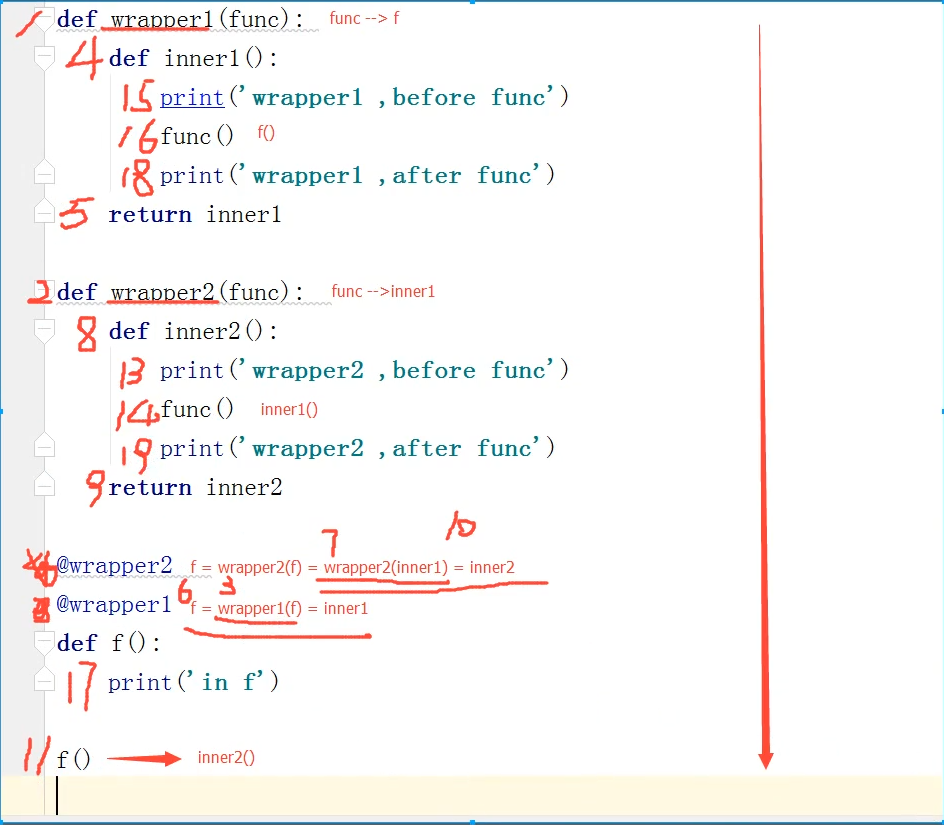 1 def wrapper1(func): func --> f
4 def inner1():
15 print('wrapper1 ,before func')
16 func() f()
18 print('wrapper1 ,after func')
5 return inner1
2 def wrapper2(func): func -->inner1
8 def inner2():
13 print('wrapper2 ,before func')
14 func() inner1()
19 print('wrapper2 ,after func')
9 return inner2
7 10
@wrapper2 f = wrapper2(f) = wrapper2(inner1) = inner2
6 3
@wrapper1 f = wrapper1(f) = inner1
def f():
17 print('in f')
11 f() inner2()